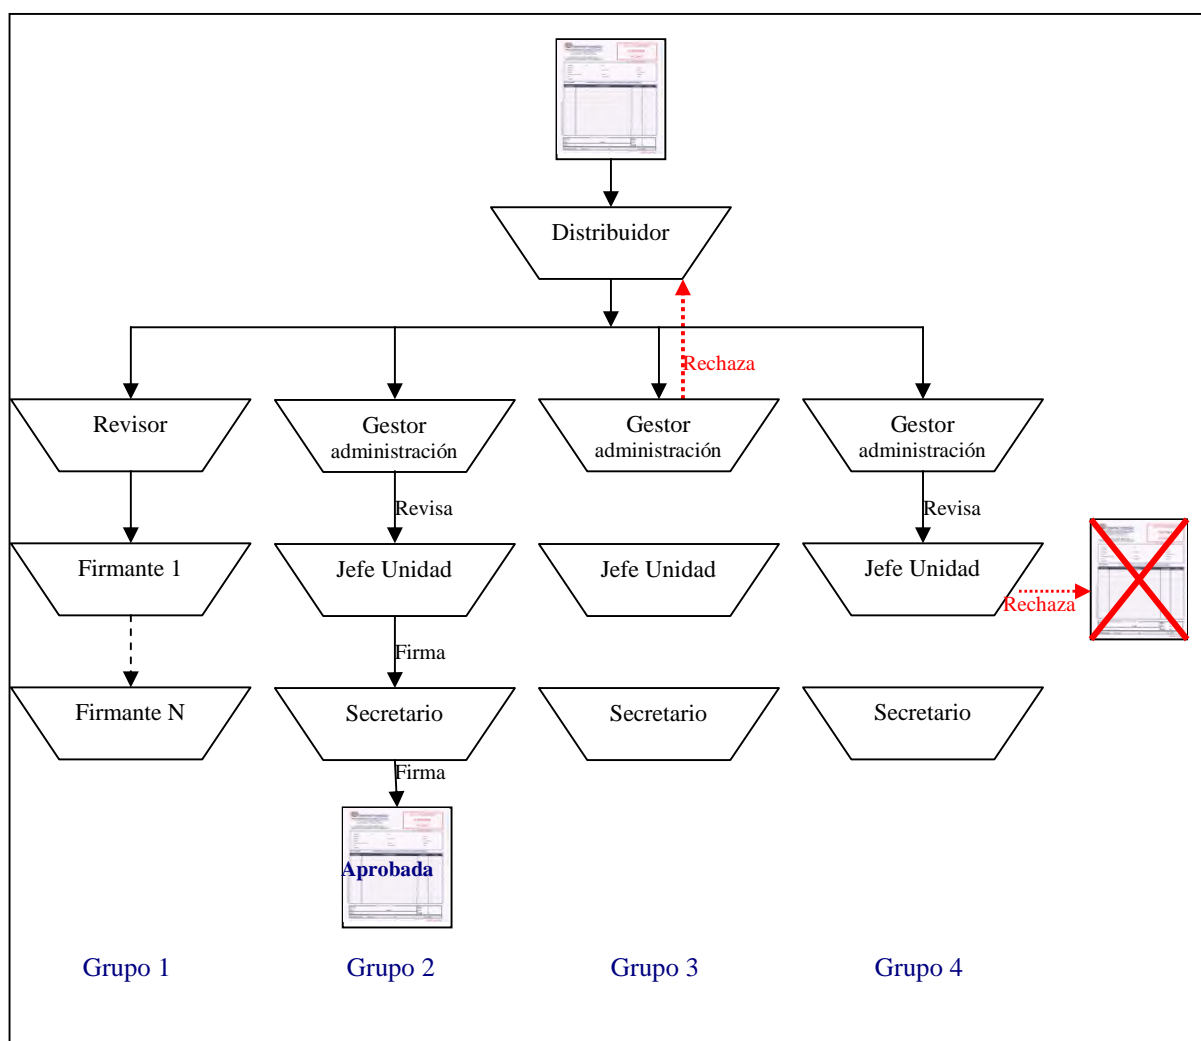 Distribuidor
Rechaza
Revisor
Gestor
administración
Gestor
administración
Gestor
administración
Revisa
Revisa
Firmante 1
Jefe Unidad
Jefe Unidad
Jefe Unidad
Rechaza
Firma
Firmante N
Secretario
Secretario
Secretario
Firma
Aprobada
Grupo 1
Grupo 2
Grupo 3
Grupo 4